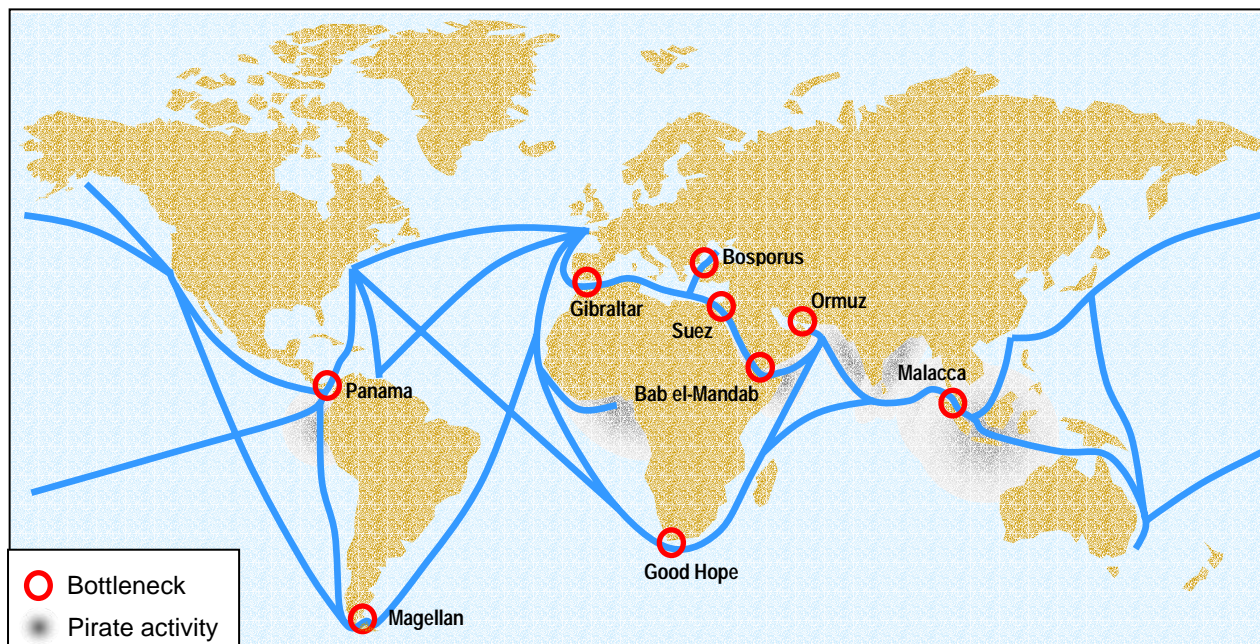 Bosporus
Gibraltar
Ormuz
Suez
Malacca
Panama
Bab el-Mandab
Good Hope
Magellan
Bottleneck
Pirate activity